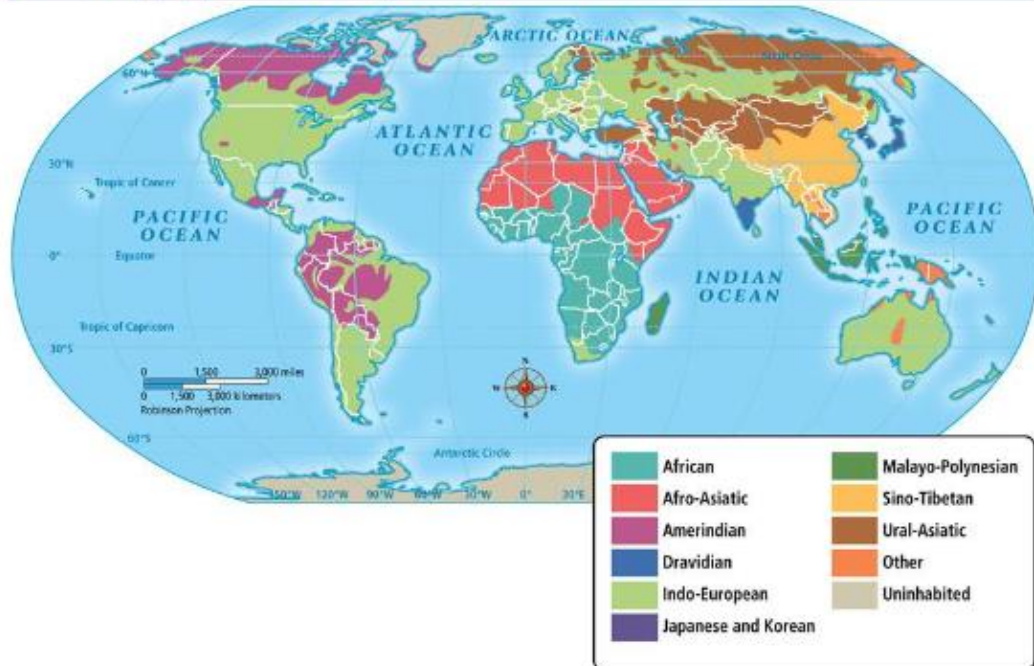 ARCTIC OCEAN
60°N
ATLANTIC
OCEAN
30°N
Tropic of Cancer
PACIFIC
OCEAN
PACIFIC
OCEAN
0°
Equator
INDIAN
OCEAN
Tropic of Capricorn
30°S
0 1,500 3,000 miles
0 1,500 3,000 kilometers
Robinson Projection
N
W E
S
60°S
Antarctic Circle
150°W 120°W 90°W 60°W 30°W 0° 30°E
African
Afro-Asiatic
Amerindian
Dravidian
Indo-European
Japanese and Korean
Malayo-Polynesian
Sino-Tibetan
Ural-Asiatic
Other
Uninhabited